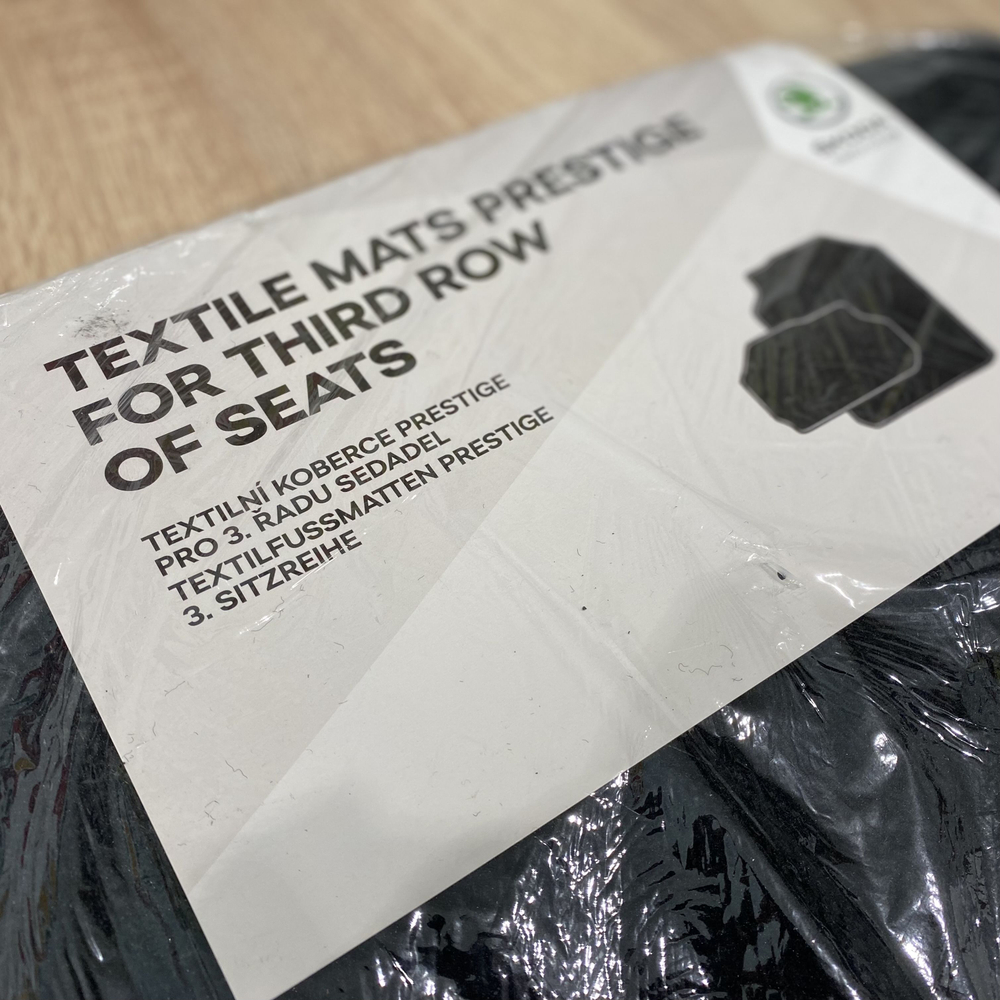 TEXTILE MATS PRESTIGE
FOR THIRD ROW
OF SEATS
TEXTILNÍ KOBERCE PRESTIGE
PRO 3. ŘADU SEDADEL
TEXTILFUSSMATTEN PRESTIGE
3. SITZREIHE